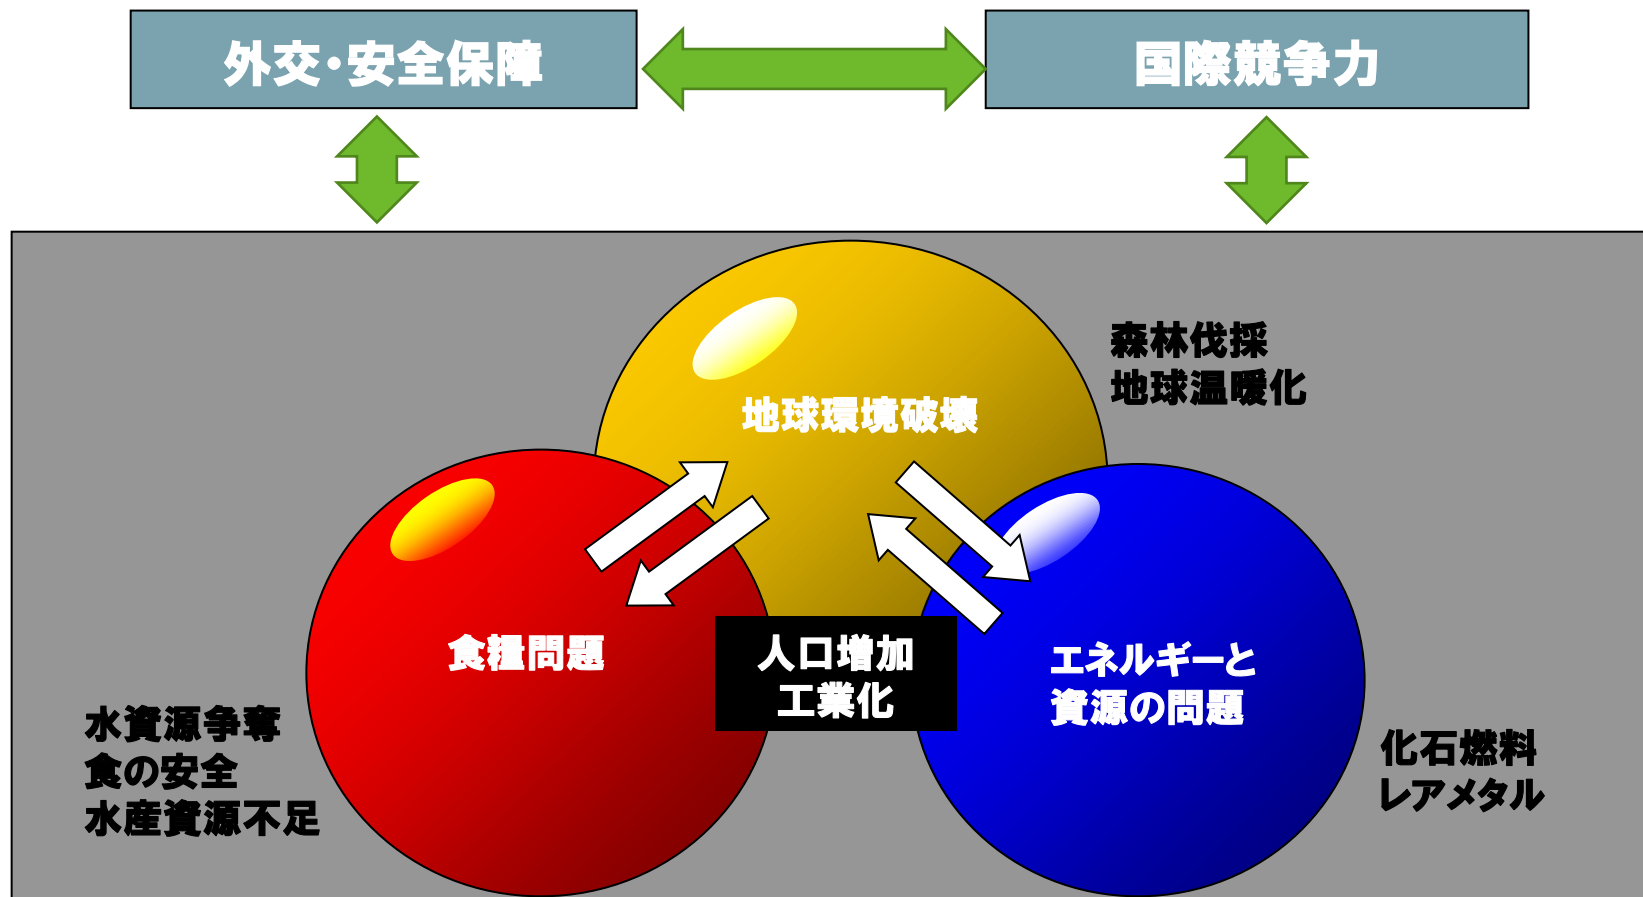 外交・安全保障
国際競争力
森林伐採
地球温暖化
地球環境破壊
食糧問題
人口増加
工業化
エネルギーと
資源の問題
水資源争奪
食の安全
水産資源不足
化石燃料
レアメタル